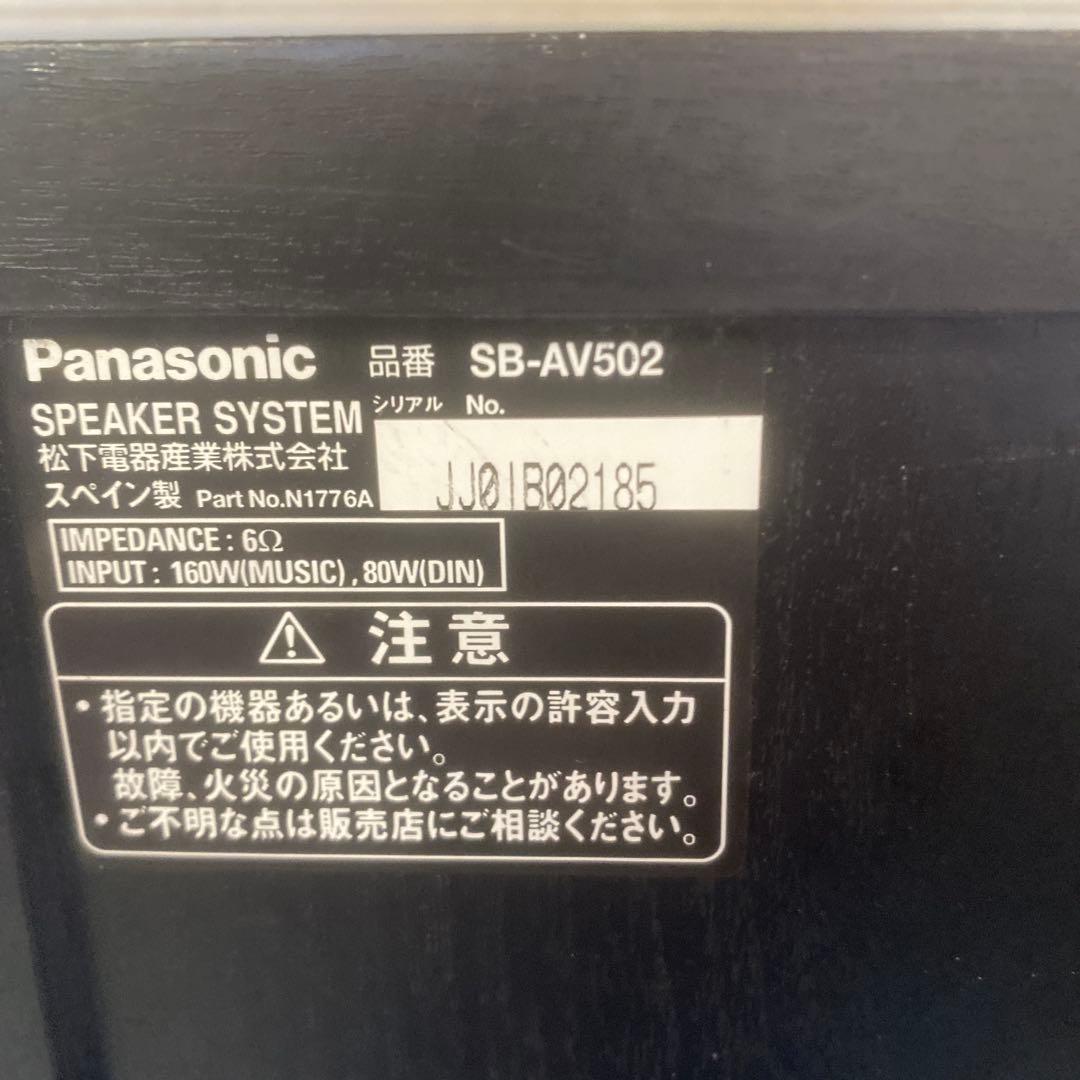 Panasonic 品番 SB-AV502
SPEAKER SYSTEM シリアル No.
松下電器産業株式会社
JJ01B02185
スペイン製 Part No.N1776A
IMPEDANCE: 6Ω
INPUT: 160W(MUSIC), 80W(DIN)
⚠ 注意
・指定の機器あるいは、表示の許容入力
以内でご使用ください。
故障、火災の原因となることがあります。
・ご不明な点は販売店にご相談ください。